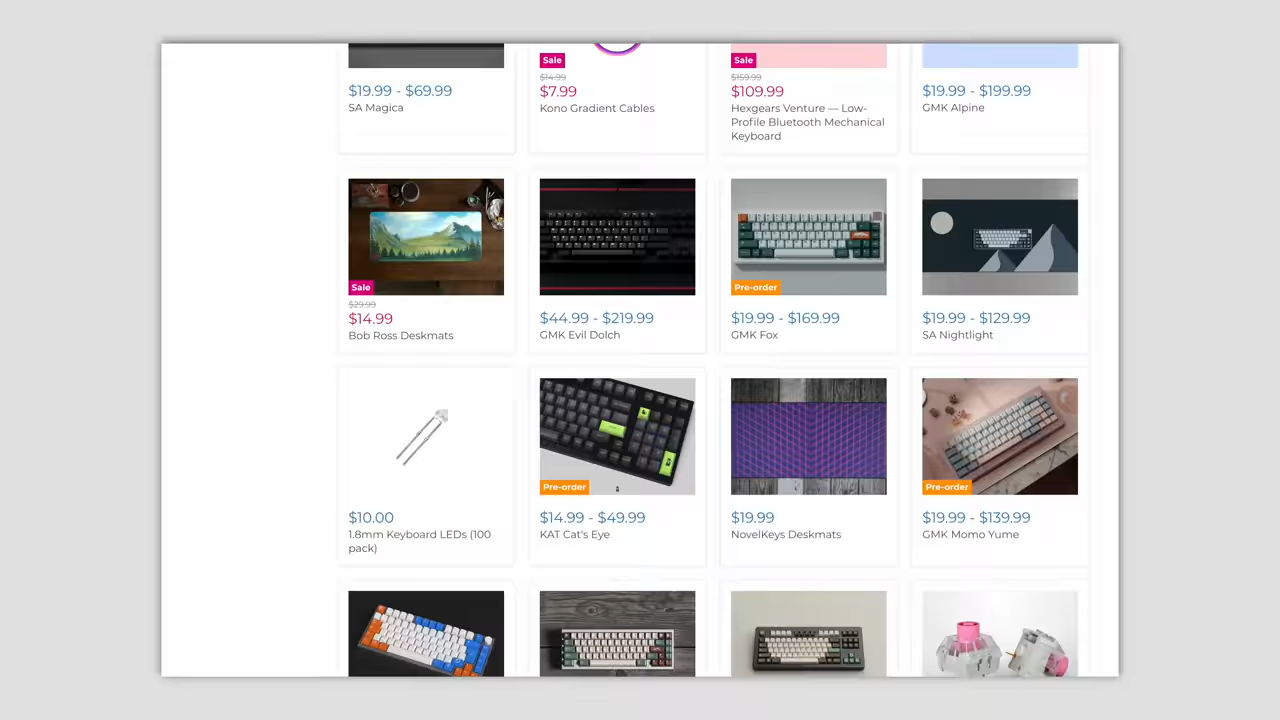 Sale
Sale
$19.99 - $69.99
SA Magica
$14.99
$7.99
Kono Gradient Cables
$159.99
$109.99
Hexgears Venture — Low-
Profile Bluetooth Mechanical
Keyboard
$19.99 - $199.99
GMK Alpine
Sale
$29.99
$14.99
Bob Ross Deskmats
$44.99 - $219.99
GMK Evil Dolch
Pre-order
$19.99 - $169.99
GMK Fox
$19.99 - $129.99
SA Nightlight
$10.00
1.8mm Keyboard LEDs (100
pack)
Pre-order
$14.99 - $49.99
KAT Cat's Eye
$19.99
NovelKeys Deskmats
Pre-order
$19.99 - $139.99
GMK Momo Yume